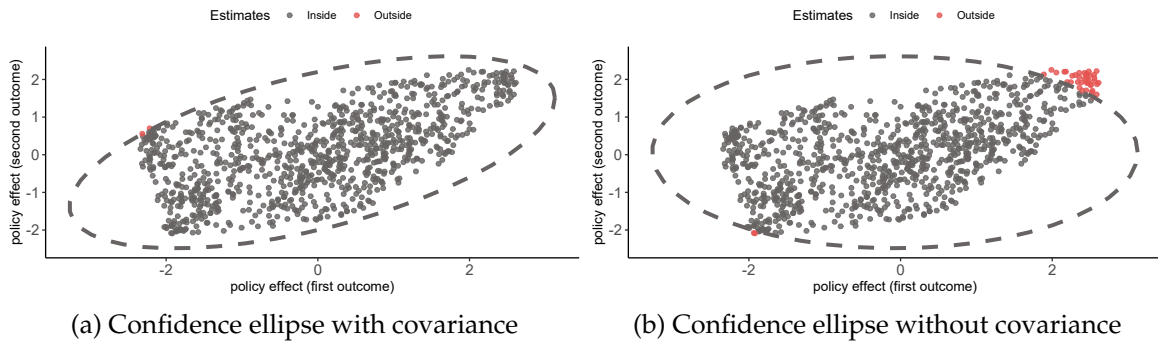 Estimates Inside Outside
policy effect (second outcome)
2
1
0
-1
-2
-2 0 2
policy effect (first outcome)
(a) Confidence ellipse with covariance
Estimates Inside Outside
policy effect (second outcome)
2
1
0
-1
-2
-2 0 2
policy effect (first outcome)
(b) Confidence ellipse without covariance